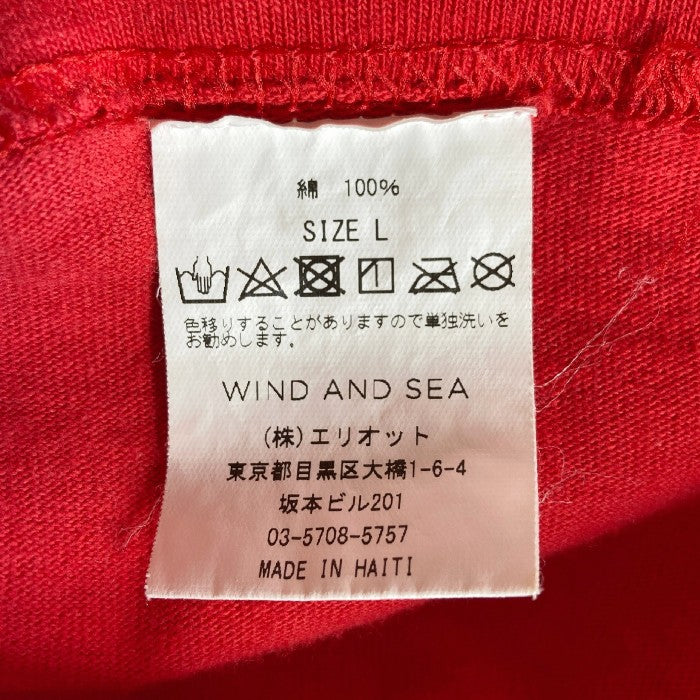 綿 100%
SIZE L
色移りすることがありますので単独洗いを
お勧めします。
WIND AND SEA
(株)エリオット
東京都目黒区大橋1-6-4
坂本ビル201
03-5708-5757
MADE IN HAITI